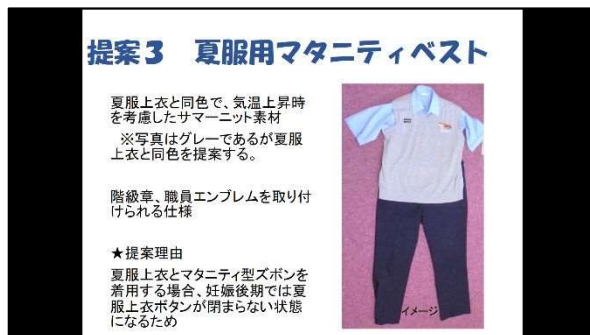 提案３　夏服用マタニティベスト
夏服上衣と同色で、気温上昇時
を考慮したサマーニット素材
※写真はグレーであるが夏服
上衣と同色を提案する。
階級章、職員エンブレムを取り付
けられる仕様
★提案理由
夏服上衣とマタニティ型ズボンを
着用する場合、妊娠後期では夏
服上衣ボタンが閉まらない状態
になるため
イメージ